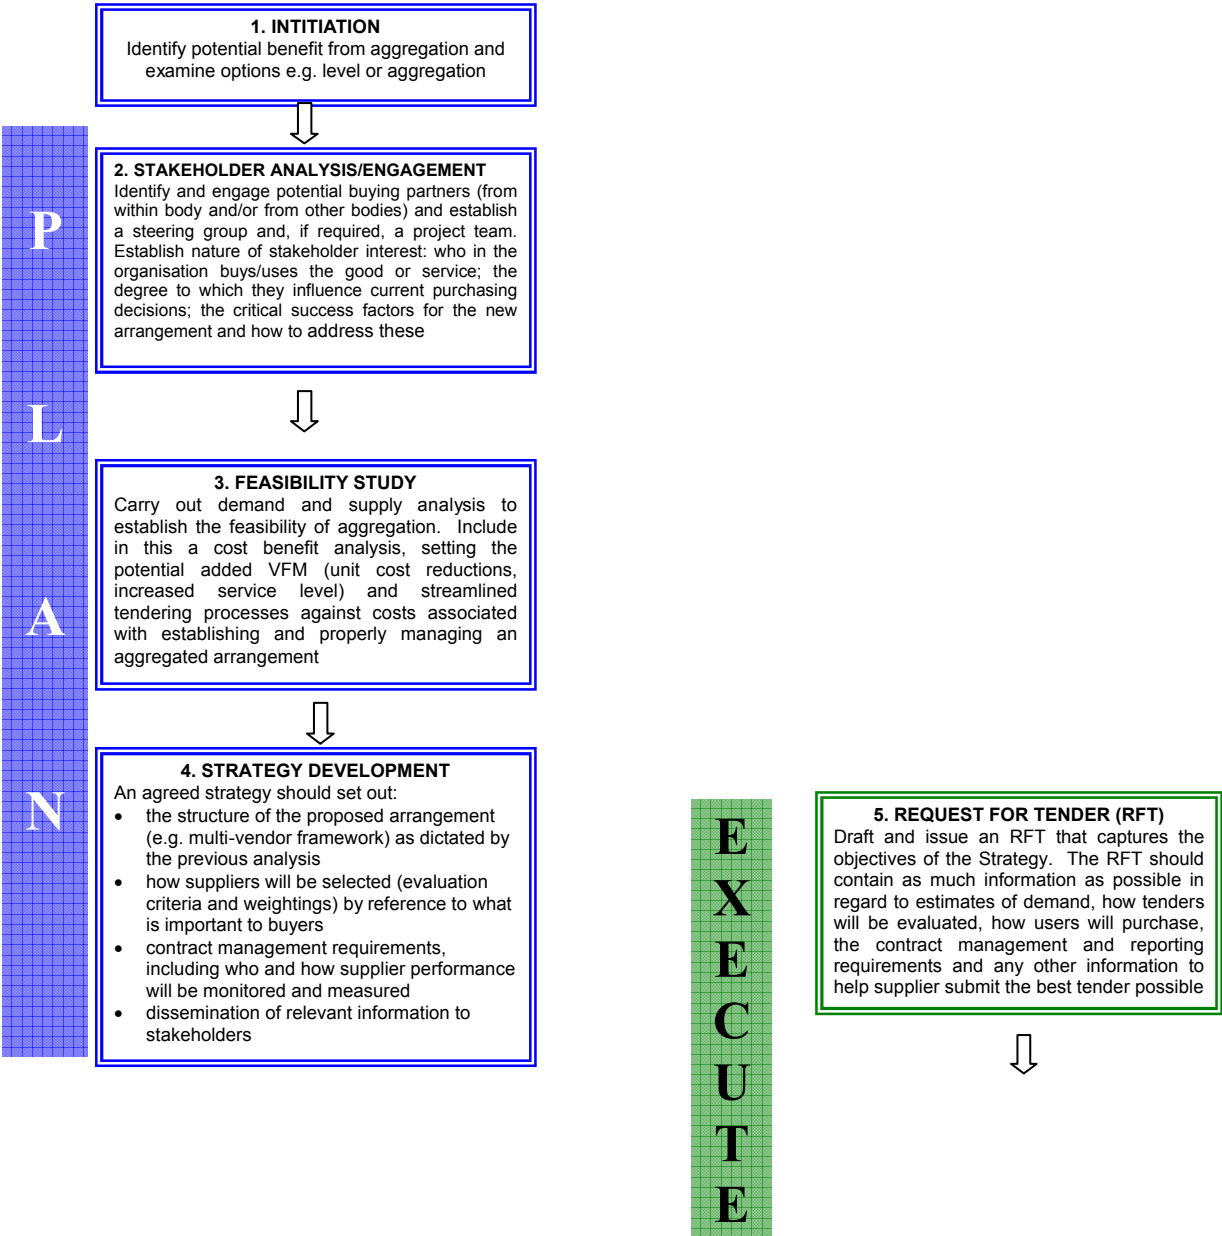 1. INTITIATION
Identify potential benefit from aggregation and
examine options e.g. level or aggregation
P
L
A
N
2. STAKEHOLDER ANALYSIS/ENGAGEMENT
Identify and engage potential buying partners (from
within body and/or from other bodies) and establish
a steering group and, if required, a project team.
Establish nature of stakeholder interest: who in the
organisation buys/uses the good or service; the
degree to which they influence current purchasing
decisions; the critical success factors for the new
arrangement and how to address these
3. FEASIBILITY STUDY
Carry out demand and supply analysis to
establish the feasibility of aggregation. Include
in this a cost benefit analysis, setting the
potential added VFM (unit cost reductions,
increased service level) and streamlined
tendering processes against costs associated
with establishing and properly managing an
aggregated arrangement
4. STRATEGY DEVELOPMENT
An agreed strategy should set out:
• the structure of the proposed arrangement
(e.g. multi-vendor framework) as dictated by
the previous analysis
• how suppliers will be selected (evaluation
criteria and weightings) by reference to what
is important to buyers
• contract management requirements,
including who and how supplier performance
will be monitored and measured
• dissemination of relevant information to
stakeholders
E
X
E
C
U
T
E
5. REQUEST FOR TENDER (RFT)
Draft and issue an RFT that captures the
objectives of the Strategy. The RFT should
contain as much information as possible in
regard to estimates of demand, how tenders
will be evaluated, how users will purchase,
the contract management and reporting
requirements and any other information to
help supplier submit the best tender possible